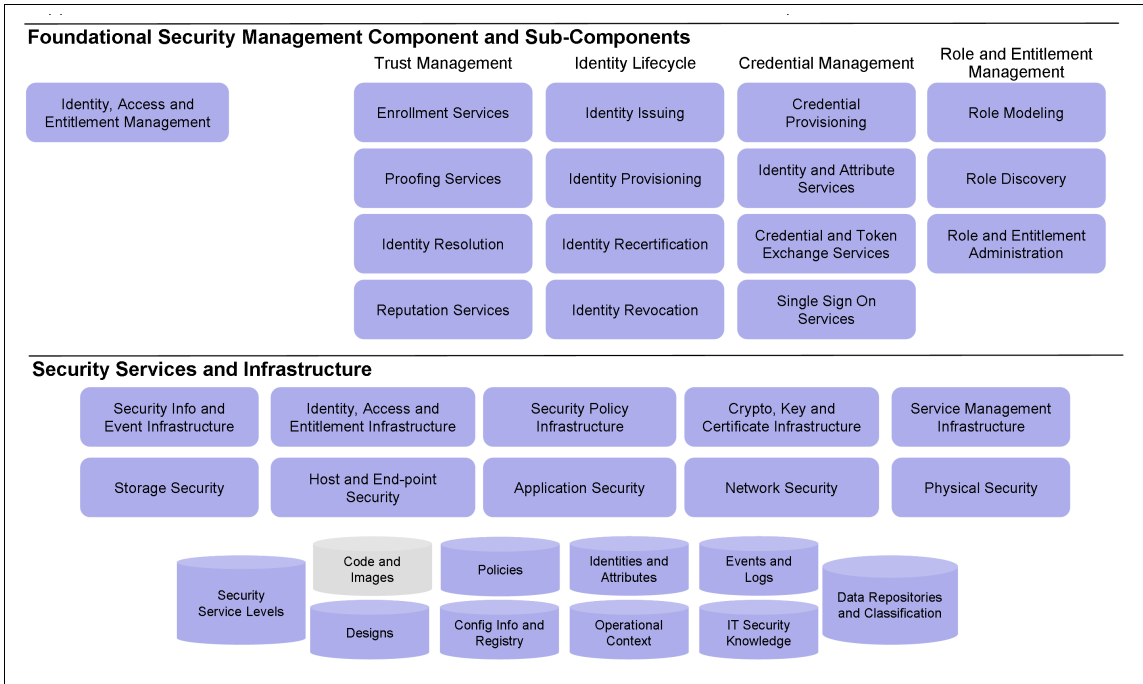 Foundational Security Management Component and Sub-Components
Trust Management
Identity Lifecycle
Credential Management
Role and Entitlement
Management
Identity, Access and
Entitlement Management
Enrollment Services
Identity Issuing
Credential
Provisioning
Role Modeling
Proofing Services
Identity Provisioning
Identity and Attribute
Services
Role Discovery
Identity Resolution
Identity Recertification
Credential and Token
Exchange Services
Role and Entitlement
Administration
Reputation Services
Identity Revocation
Single Sign On
Services
Security Services and Infrastructure
Security Info and
Event Infrastructure
Identity, Access and
Entitlement Infrastructure
Security Policy
Infrastructure
Crypto, Key and
Certificate Infrastructure
Service Management
Infrastructure
Storage Security
Host and End-point
Security
Application Security
Network Security
Physical Security
Security
Service Levels
Code and
Images
Policies
Identities and
Attributes
Events and
Logs
Data Repositories
and Classification
Designs
Config Info and
Registry
Operational
Context
IT Security
Knowledge